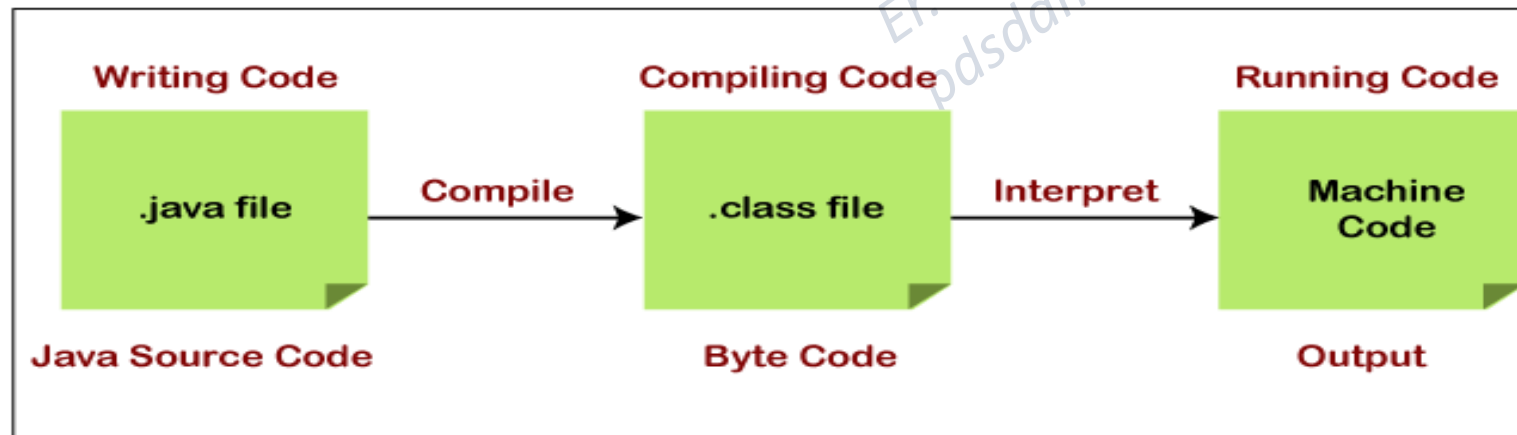 Writing Code
.java file
Java Source Code
Compile
Compiling Code
.class file
Byte Code
Interpret
Running Code
Machine
Code
Output